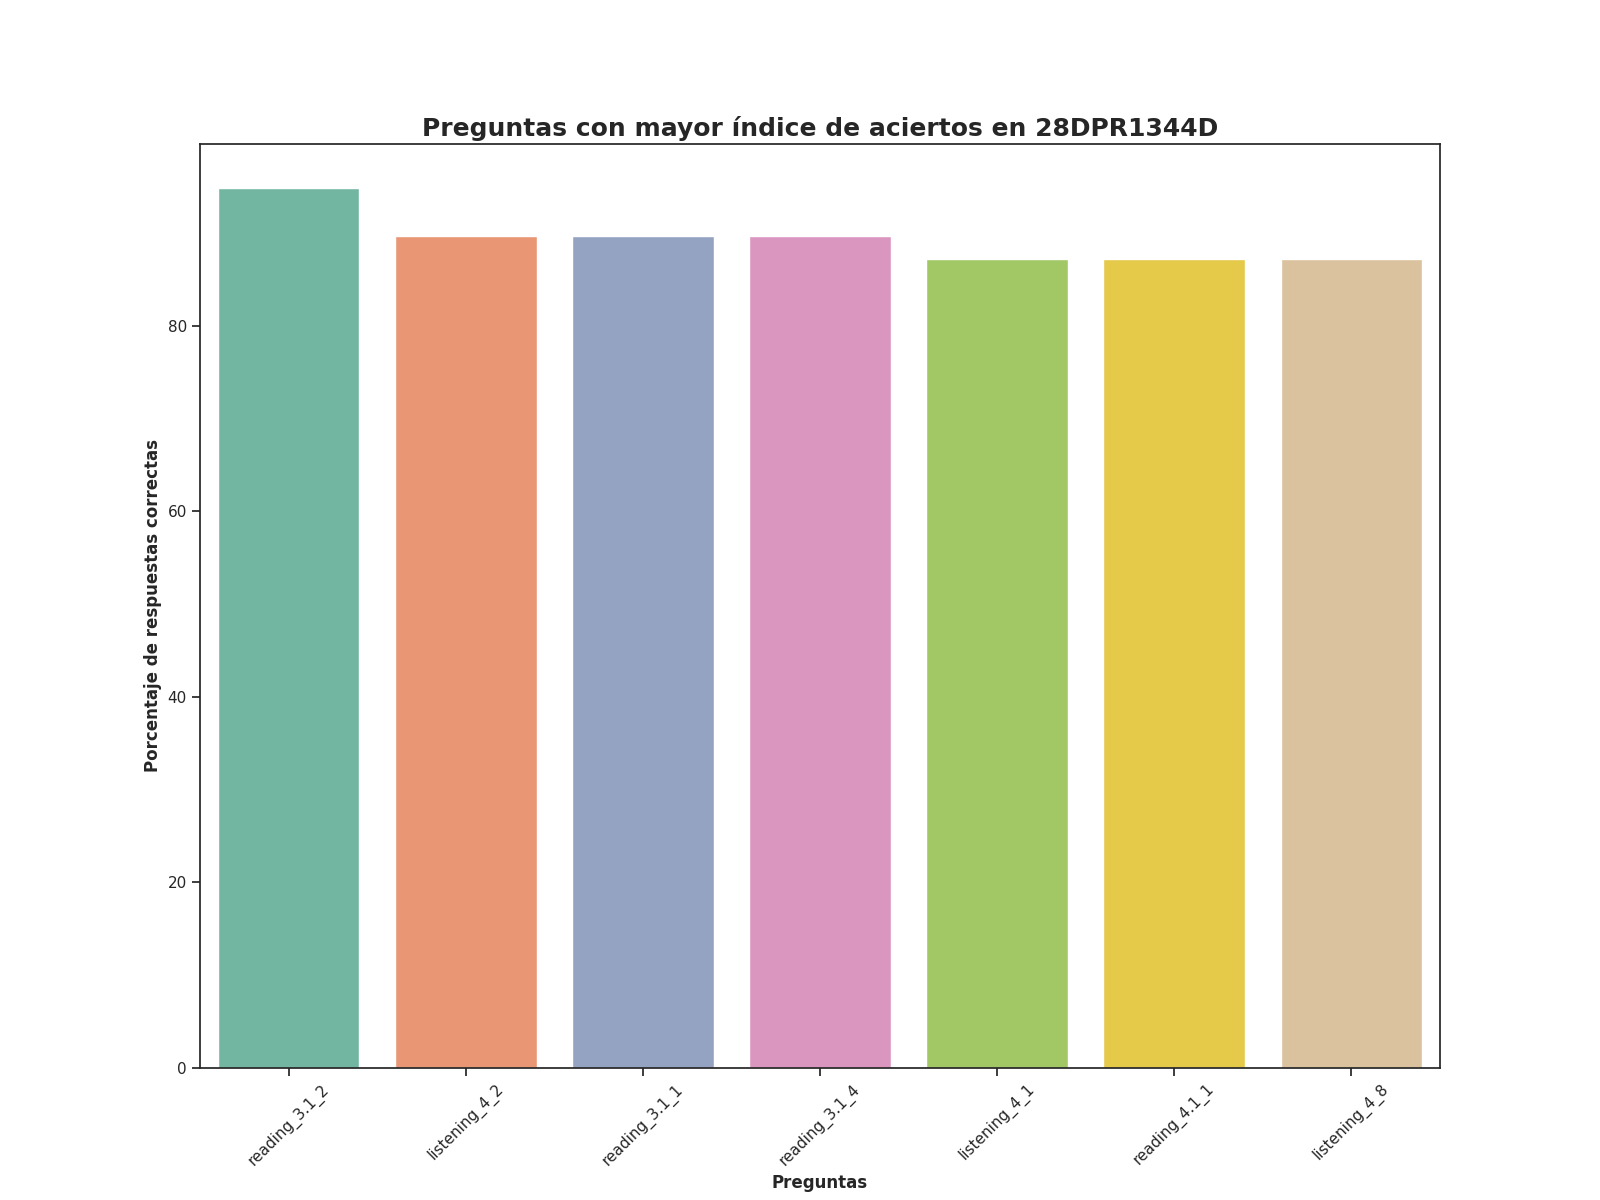 Preguntas con mayor índice de aciertos en 28DPR1344D
Porcentaje de respuestas correctas
80
60
40
20
0
reading_3.1_2
listening_4_2
reading_3.1_1
reading_3.1_4
listening_4_1
reading_4.1_1
listening_4_8
Preguntas